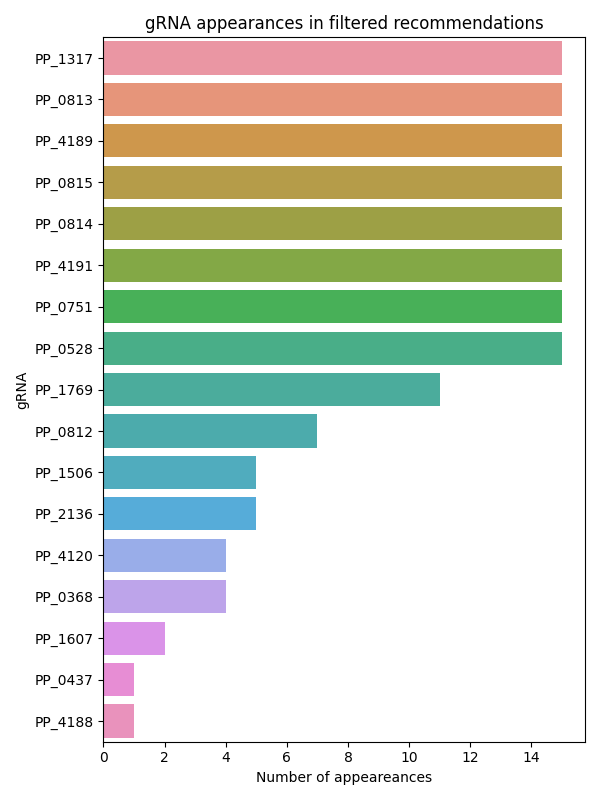 gRNA appearances in filtered recommendations
PP_1317
PP_0813
PP_4189
PP_0815
PP_0814
PP_4191
PP_0751
PP_0528
PP_1769
PP_0812
PP_1506
PP_2136
PP_4120
PP_0368
PP_1607
PP_0437
PP_4188
gRNA
0 2 4 6 8 10 12 14
Number of appeareances